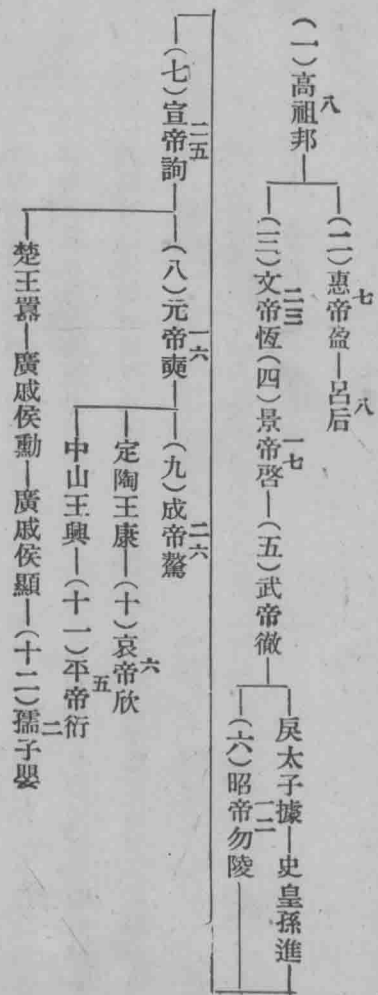 八
(一)高祖邦
七
(二)惠帝盈
八
呂后
二三
(三)文帝恆
一七
(四)景帝啓
(五)武帝徹
戾太子據
史皇孫進
一二
(六)昭帝勿陵
二五
(七)宣帝詢
一六
(八)元帝奭
二六
(九)成帝驁
定陶王康
六
(十)哀帝欣
中山王興
五
(十一)平帝衍
楚王囂
廣戚侯勳
廣戚侯顯
二
(十二)孺子嬰